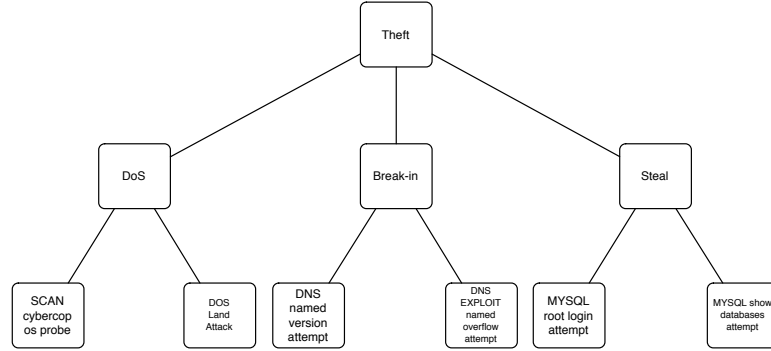 Theft
DoS
Break-in
Steal
SCAN
cybercop
os probe
DOS
Land
Attack
DNS
named
version
attempt
DNS
EXPLOIT
named
overflow
attempt
MYSQL
root login
attempt
MYSQL show
databases
attempt